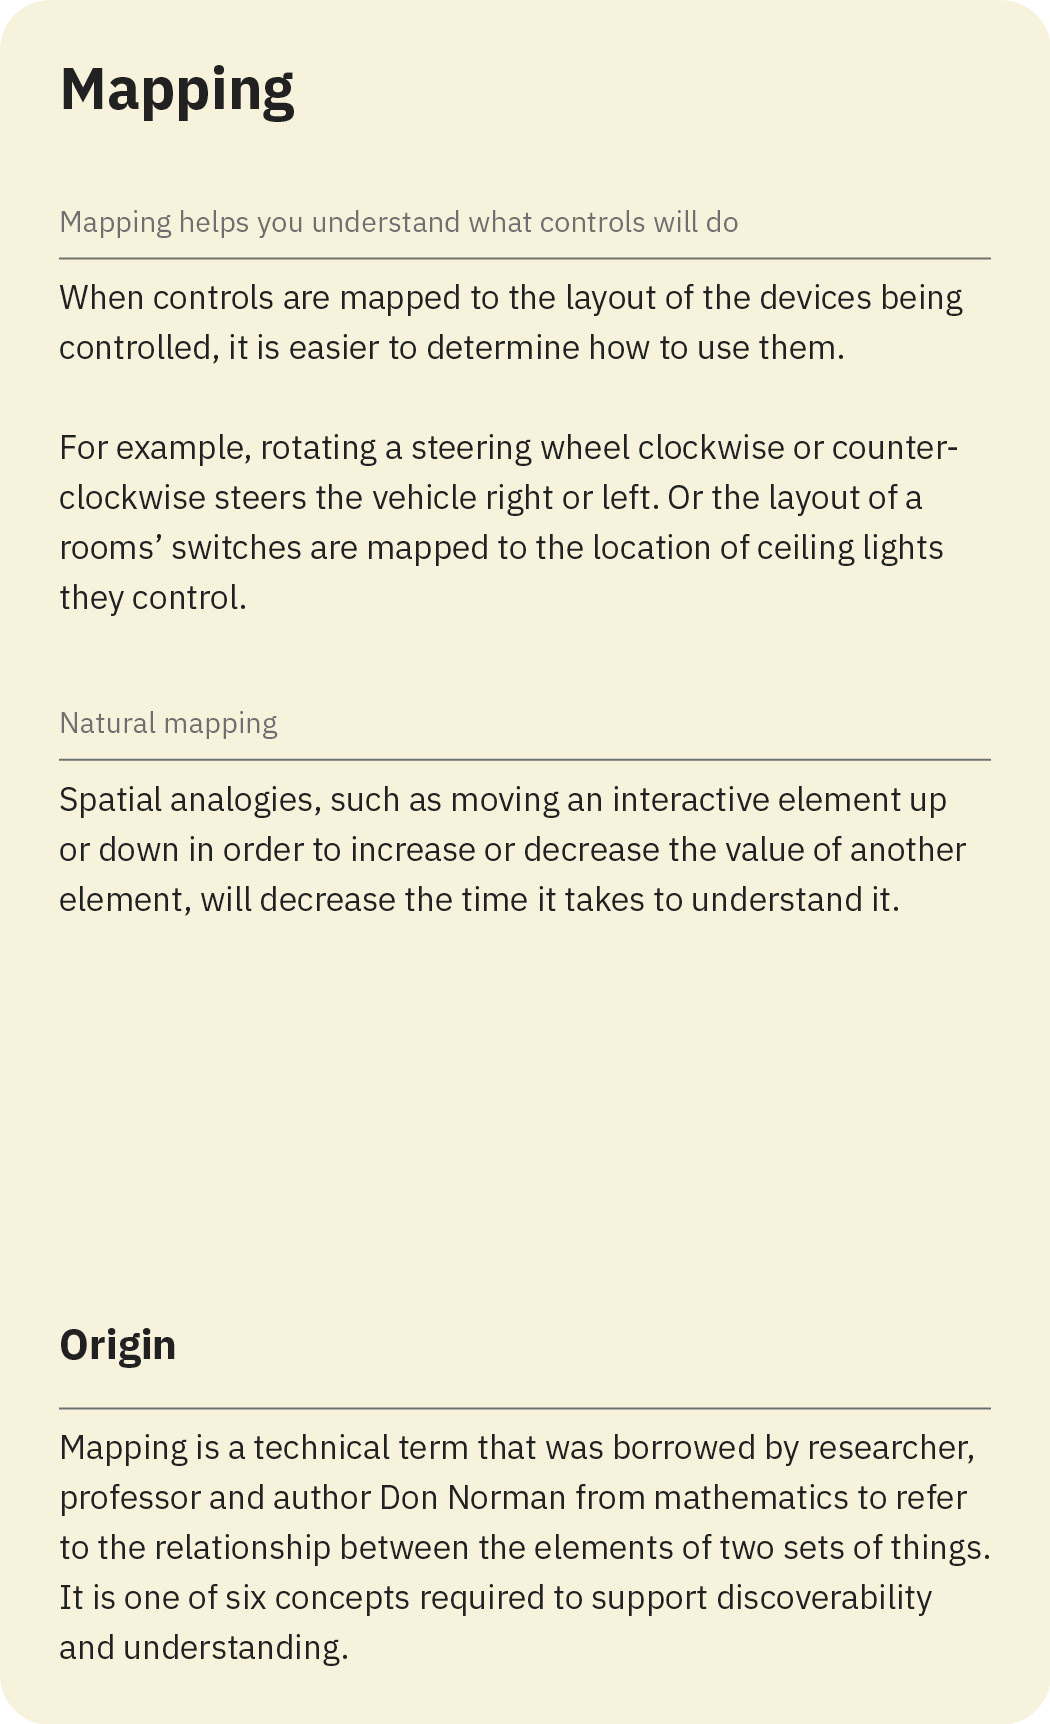 Mapping
Mapping helps you understand what controls will do
When controls are mapped to the layout of the devices being
controlled, it is easier to determine how to use them.
For example, rotating a steering wheel clockwise or counter-
clockwise steers the vehicle right or left. Or the layout of a
rooms’ switches are mapped to the location of ceiling lights
they control.
Natural mapping
Spatial analogies, such as moving an interactive element up
or down in order to increase or decrease the value of another
element, will decrease the time it takes to understand it.
Origin
Mapping is a technical term that was borrowed by researcher,
professor and author Don Norman from mathematics to refer
to the relationship between the elements of two sets of things.
It is one of six concepts required to support discoverability
and understanding.